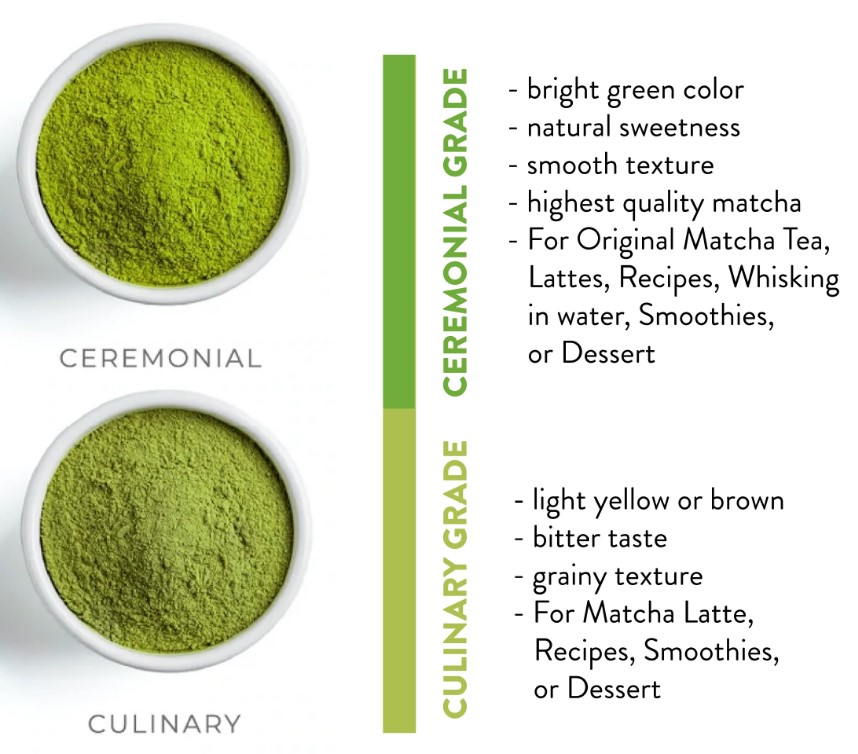 CEREMONIAL
CEREMONIAL GRADE
- bright green color
- natural sweetness
- smooth texture
- highest quality matcha
- For Original Matcha Tea,
Lattes, Recipes, Whisking
in water, Smoothies,
or Dessert
CULINARY
CULINARY GRADE
- light yellow or brown
- bitter taste
- grainy texture
- For Matcha Latte,
Recipes, Smoothies,
or Dessert